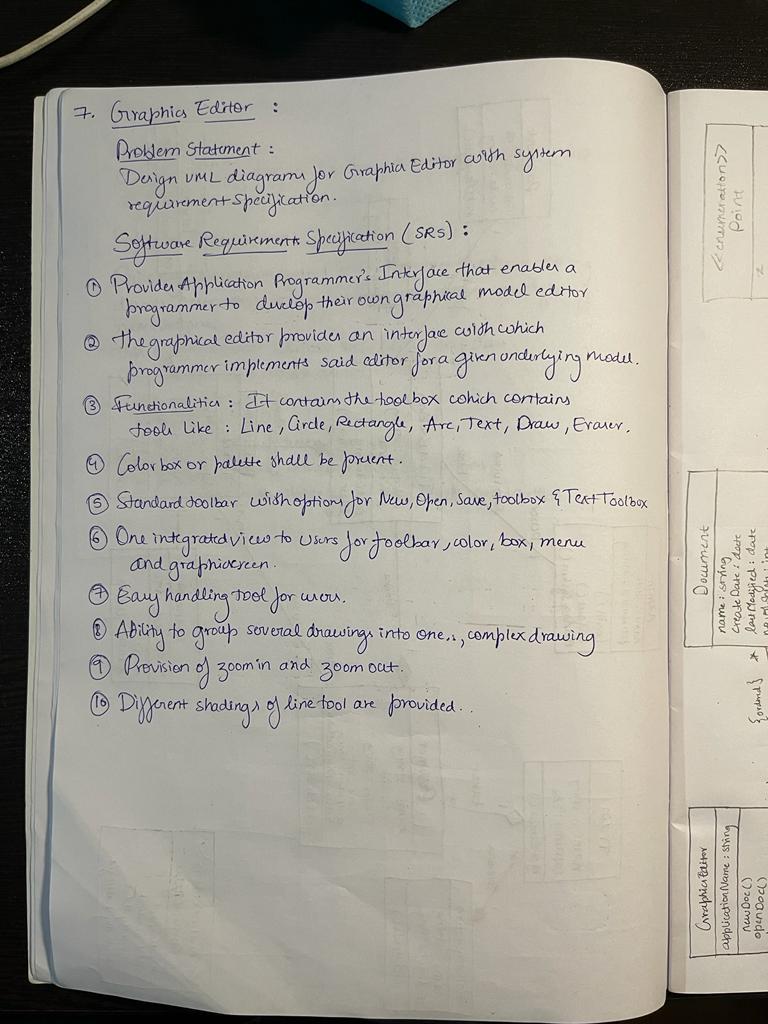 7. Graphics Editor :
Problem Statement :
Design UML diagrams for Graphics Editor with system
requirement specification.
Software Requirements Specification (SRS) :
① Provides Application Programmer's Interface that enables a
programmer to develop their own graphical model editor
② The graphical editor provides an interface with which
programmer implements said editor for a given underlying model.
③ Functionalities : It contains the toolbox which contains
tools like : Line, Circle, Rectangle, Arc, Text, Draw, Eraser.
④ Color box or palette shall be present.
⑤ Standard toolbar with options for New, Open, Save, toolbox & Text Toolbox
⑥ One integrated view to users for toolbar, color, box, menu
and graphic screen.
⑦ Easy handling tool for users.
⑧ Ability to group several drawings into one.., complex drawing
⑨ Provision of zoom in and zoom out.
⑩ Different shadings of line tool are provided..
<<enumeration>>
Point
Document
name : string
createDate : date
lastModified : date
{ordered} *
Graphics Editor
applicationName : string
newDoc()
openDoc()